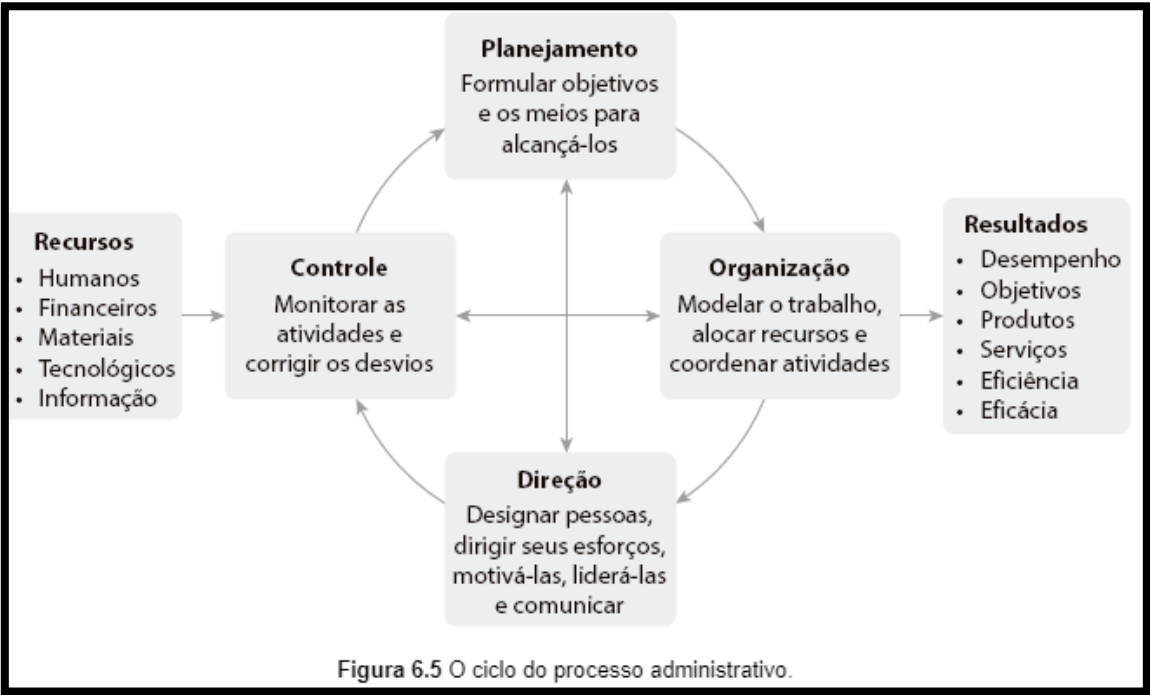 Planejamento
Formular objetivos
e os meios para
alcançá-los
Recursos
• Humanos
• Financeiros
• Materiais
• Tecnológicos
• Informação
Controle
Monitorar as
atividades e
corrigir os desvios
Organização
Modelar o trabalho,
alocar recursos e
coordenar atividades
Resultados
• Desempenho
• Objetivos
• Produtos
• Serviços
• Eficiência
• Eficácia
Direção
Designar pessoas,
dirigir seus esforços,
motivá-las, liderá-las
e comunicar
Figura 6.5 O ciclo do processo administrativo.